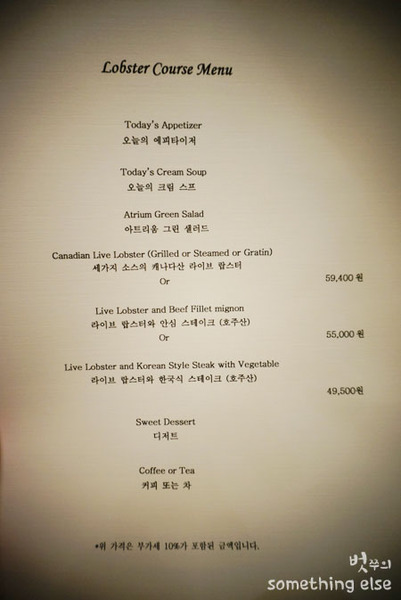 Lobster Course Menu
Today's Appetizer
오늘의 에피타이저
Today's Cream Soup
오늘의 크림 스프
Atrium Green Salad
아트리움 그린 샐러드
Canadian Live Lobster (Grilled or Steamed or Gratin)
세가지 소스의 캐나다산 라이브 랍스터
Or
59,400원
Live Lobster and Beef Fillet mignon
라이브 랍스터와 안심 스테이크 (호주산)
Or
55,000원
Live Lobster and Korean Style Steak with Vegetable
라이브 랍스터와 한국식 스테이크 (호주산)
49,500원
Sweet Dessert
디저트
Coffee or Tea
커피 또는 차
*위 가격은 부가세 10%가 포함된 금액입니다.
벗쭈의
something else